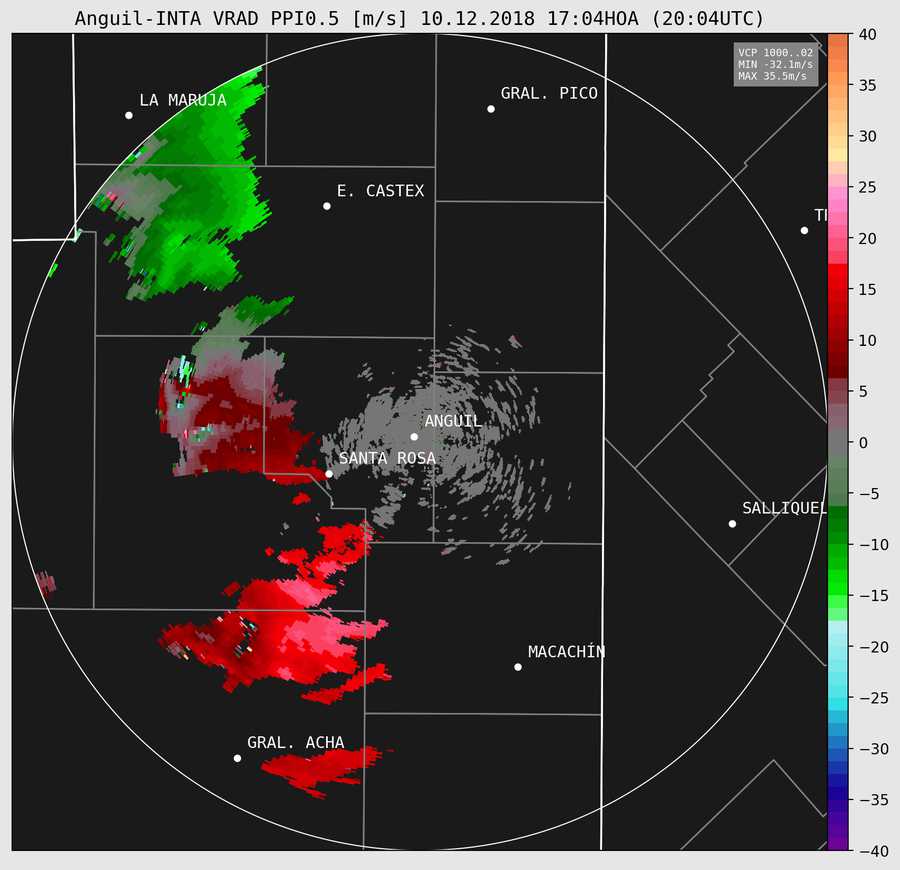 Anguil-INTA VRAD PPI0.5 [m/s] 10.12.2018 17:04HOA (20:04UTC)
VCP 1000..02
MIN -32.1m/s
MAX 35.5m/s
LA MARUJA
GRAL. PICO
E. CASTEX
ANGUIL
SANTA ROSA
SALLIQUEL
MACACHÍN
GRAL. ACHA
40
35
30
25
20
15
10
5
0
−5
−10
−15
−20
−25
−30
−35
−40